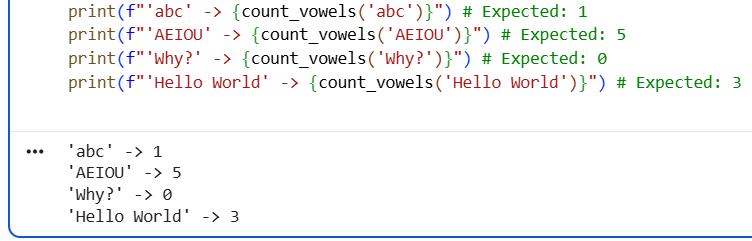 print(f"'abc' -> {count_vowels('abc')}") # Expected: 1
print(f"'AEIOU' -> {count_vowels('AEIOU')}") # Expected: 5
print(f"'Why?' -> {count_vowels('Why?')}") # Expected: 0
print(f"'Hello World' -> {count_vowels('Hello World')}") # Expected: 3
'abc' -> 1
'AEIOU' -> 5
'Why?' -> 0
'Hello World' -> 3